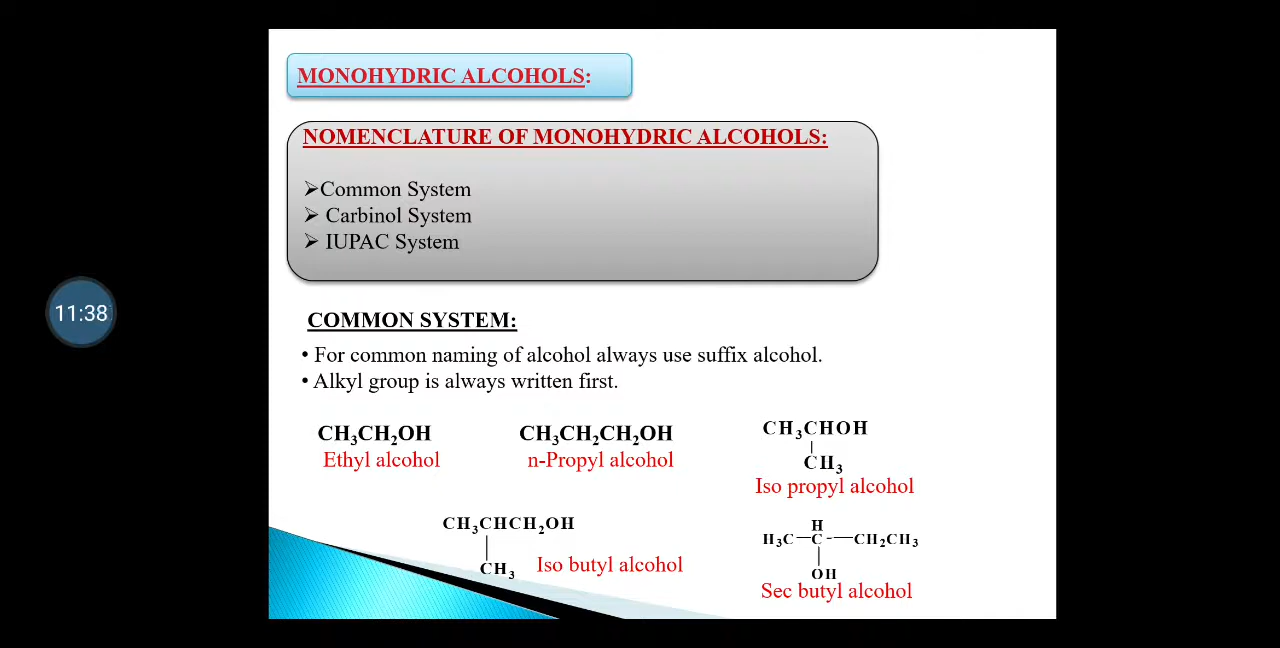 MONOHYDRIC ALCOHOLS:
NOMENCLATURE OF MONOHYDRIC ALCOHOLS:
➢Common System
➢ Carbinol System
➢ IUPAC System
11:38
COMMON SYSTEM:
• For common naming of alcohol always use suffix alcohol.
• Alkyl group is always written first.
CH₃CH₂OH
Ethyl alcohol
CH₃CH₂CH₂OH
n-Propyl alcohol
CH₃CHOH
CH₃
Iso propyl alcohol
CH₃CHCH₂OH
CH₃
Iso butyl alcohol
H
H₃C—C-—CH₂CH₃
OH
Sec butyl alcohol